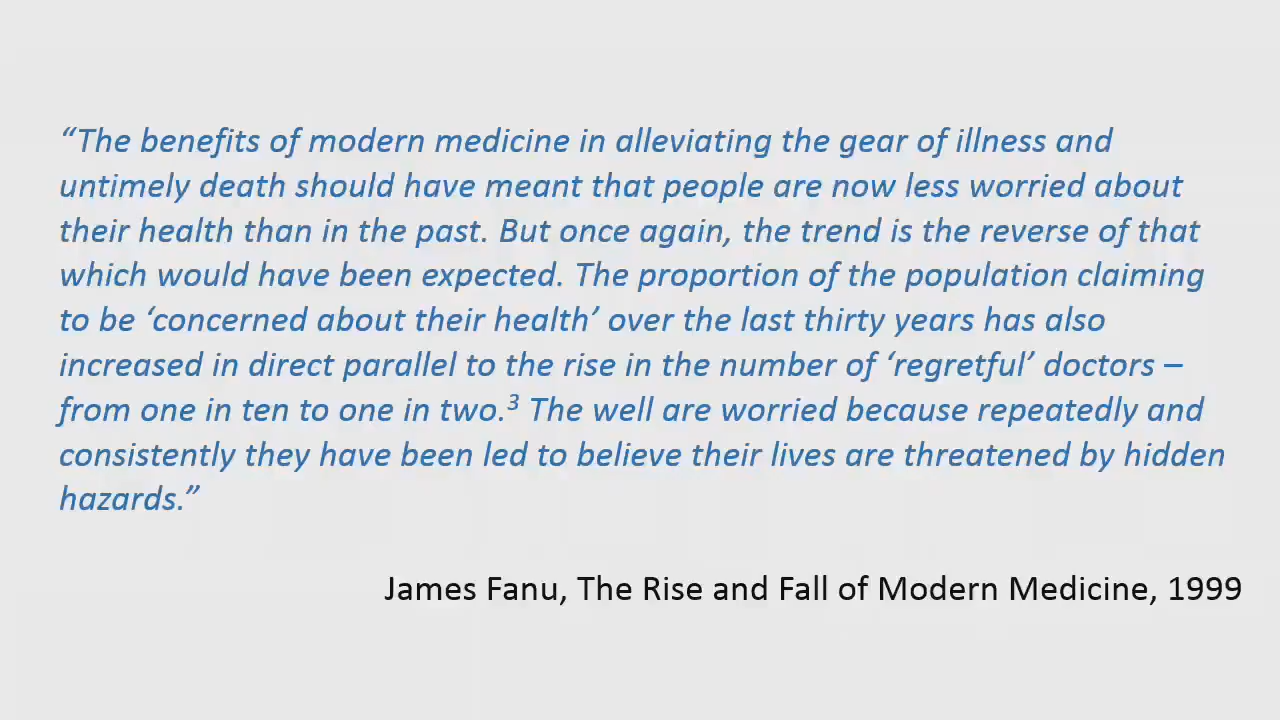 “The benefits of modern medicine in alleviating the gear of illness and
untimely death should have meant that people are now less worried about
their health than in the past. But once again, the trend is the reverse of that
which would have been expected. The proportion of the population claiming
to be ‘concerned about their health’ over the last thirty years has also
increased in direct parallel to the rise in the number of ‘regretful’ doctors –
from one in ten to one in two.³ The well are worried because repeatedly and
consistently they have been led to believe their lives are threatened by hidden
hazards.”
James Fanu, The Rise and Fall of Modern Medicine, 1999